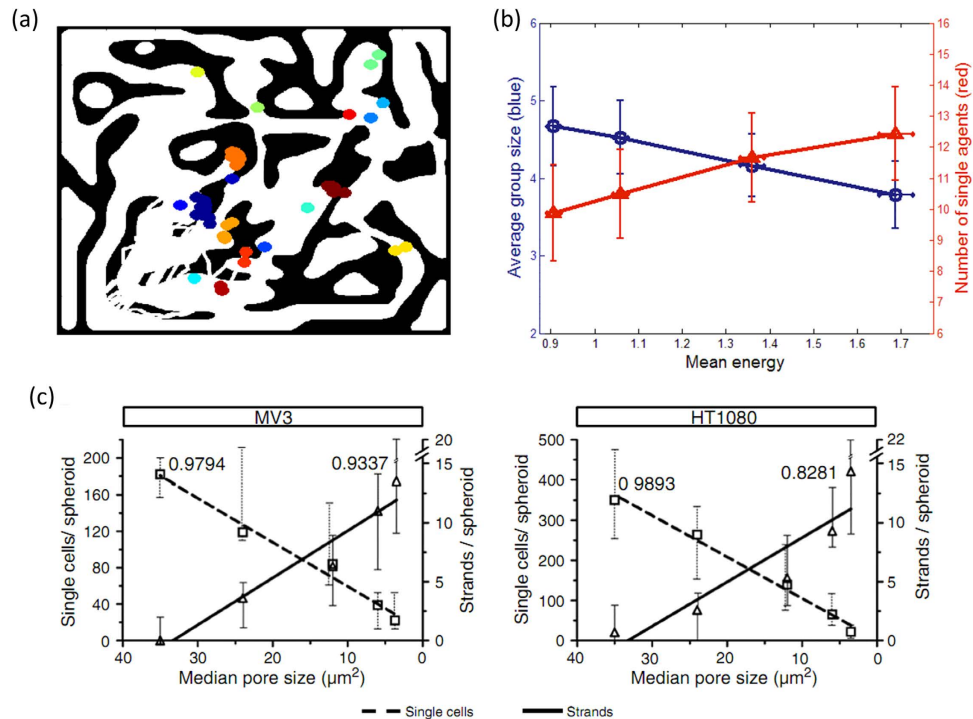 (a)
(b)
6
5
4
3
2
Average group size (blue)
16
15
14
13
12
11
10
9
8
7
6
Number of single agents (red)
0.9 1 1.1 1.2 1.3 1.4 1.5 1.6 1.7
Mean energy
(c)
MV3
200
160
120
80
40
0
Single cells/ spheroid
0.9794
0.9337
20
15
10
5
0
Strands / spheroid
40 30 20 10 0
Median pore size (µm²)
HT1080
500
450
400
350
300
250
200
150
100
50
0
Single cells/ spheroid
0 9893
0.8281
22
15
10
5
0
Strands / spheroid
40 30 20 10 0
Median pore size (µm²)
Single cells
Strands